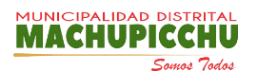 MUNICIPALIDAD DISTRITAL
MACHUPICCHU
Somos Todos